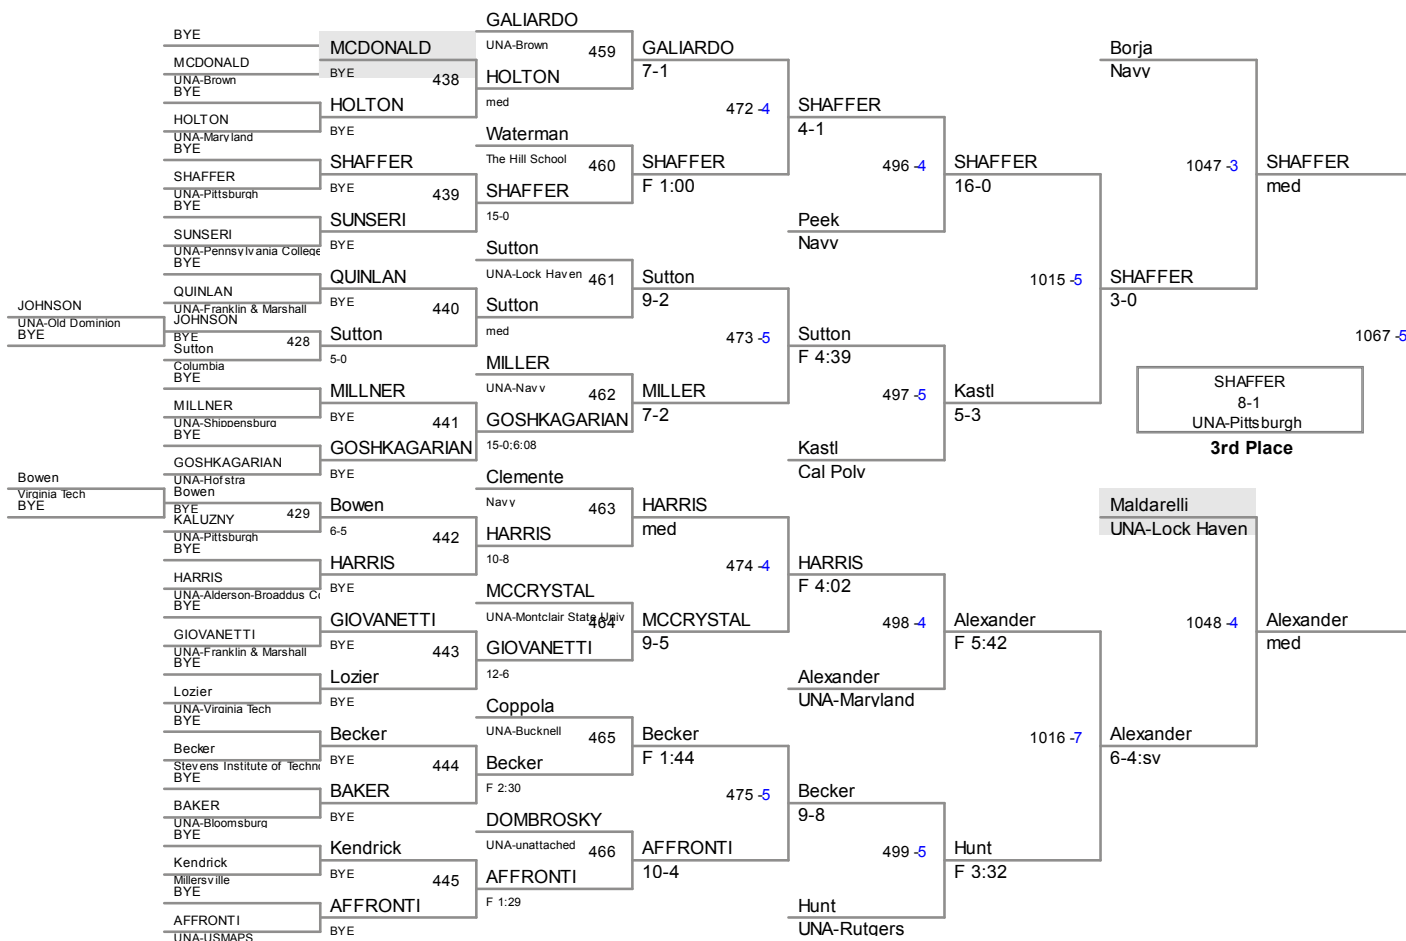 BYE
MCDONALD
UNA-Brown
BYE
HOLTON
UNA-Maryland
BYE
SHAFFER
UNA-Pittsburgh
BYE
SUNSERI
UNA-Pennsylvania College
BYE
QUINLAN
UNA-Franklin & Marshall
JOHNSON
UNA-Old Dominion
BYE
JOHNSON
BYE
428
Sutton
Columbia
BYE
MILLNER
UNA-Shippensburg
BYE
GOSHKAGARIAN
UNA-Hofstra
Bowen
Virginia Tech
BYE
Bowen
BYE
429
KALUZNY
UNA-Pittsburgh
BYE
HARRIS
UNA-Alderson-Broaddus
BYE
GIOVANETTI
UNA-Franklin & Marshall
BYE
Lozier
UNA-Virginia Tech
BYE
Becker
Stevens Institute of
BYE
BAKER
UNA-Bloomsburg
BYE
Kendrick
Millersville
BYE
AFFRONTI
UNA-USMAPS
MCDONALD
BYE
438
HOLTON
BYE
SHAFFER
BYE
439
SUNSERI
BYE
QUINLAN
BYE
440
Sutton
5-0
MILLNER
BYE
441
GOSHKAGARIAN
BYE
Bowen
6-5
442
HARRIS
BYE
GIOVANETTI
BYE
443
Lozier
BYE
Becker
BYE
444
BAKER
BYE
Kendrick
BYE
445
AFFRONTI
BYE
GALIARDO
UNA-Brown
459
HOLTON
med
Waterman
The Hill School
460
SHAFFER
15-0
Sutton
UNA-Lock Haven
461
Sutton
med
MILLER
UNA-Navy
462
GOSHKAGARIAN
15-0;6:08
Clemente
Navy
463
HARRIS
10-8
MCCRYSTAL
UNA-Montclair State Univ
464
GIOVANETTI
12-6
Coppola
UNA-Bucknell
465
Becker
F 2:30
DOMBROSKY
UNA-unattached
466
AFFRONTI
F 1:29
GALIARDO
7-1
472 -4
SHAFFER
F 1:00
Sutton
9-2
473 -5
MILLER
7-2
HARRIS
med
474 -4
MCCRYSTAL
9-5
Becker
F 1:44
475 -5
AFFRONTI
10-4
SHAFFER
4-1
496 -4
Peek
Navy
Sutton
F 4:39
497 -5
Kastl
Cal Poly
HARRIS
F 4:02
498 -4
Alexander
UNA-Maryland
Becker
9-8
499 -5
Hunt
UNA-Rutgers
SHAFFER
16-0
1015 -5
Kastl
5-3
Alexander
F 5:42
1016 -7
Hunt
F 3:32
Borja
Navy
1047 -3
SHAFFER
3-0
Maldarelli
UNA-Lock Haven
1048 -4
Alexander
6-4:sv
SHAFFER
med
1067 -5
Alexander
med
SHAFFER
8-1
UNA-Pittsburgh
3rd Place